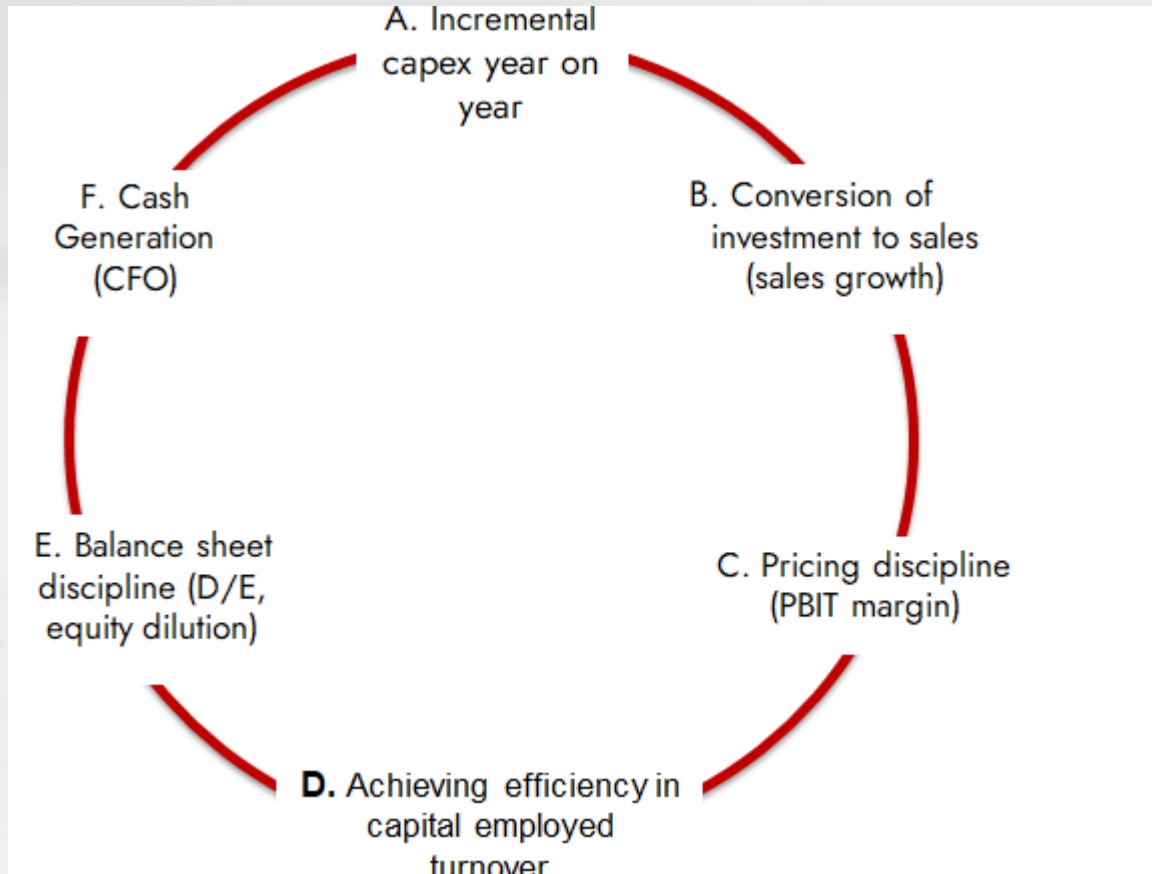 A. Incremental
capex year on
year
B. Conversion of
investment to sales
(sales growth)
C. Pricing discipline
(PBIT margin)
D. Achieving efficiency in
capital employed
turnover
E. Balance sheet
discipline (D/E,
equity dilution)
F. Cash
Generation
(CFO)